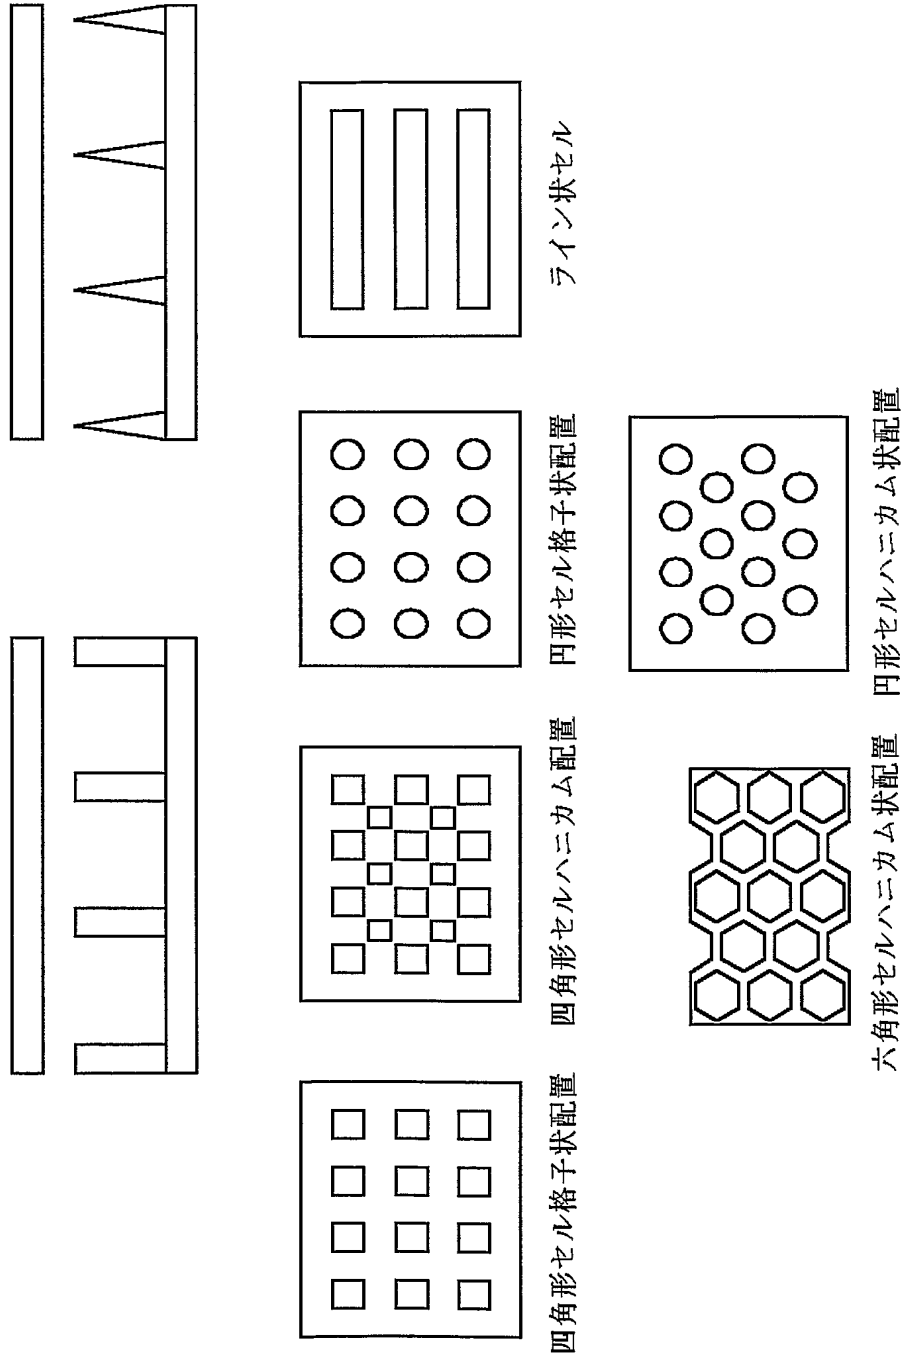 四角形セル格子状配置
四角形セルハニカム配置
円形セル格子状配置
ライン状セル
六角形セルハニカム状配置
円形セルハニカム状配置